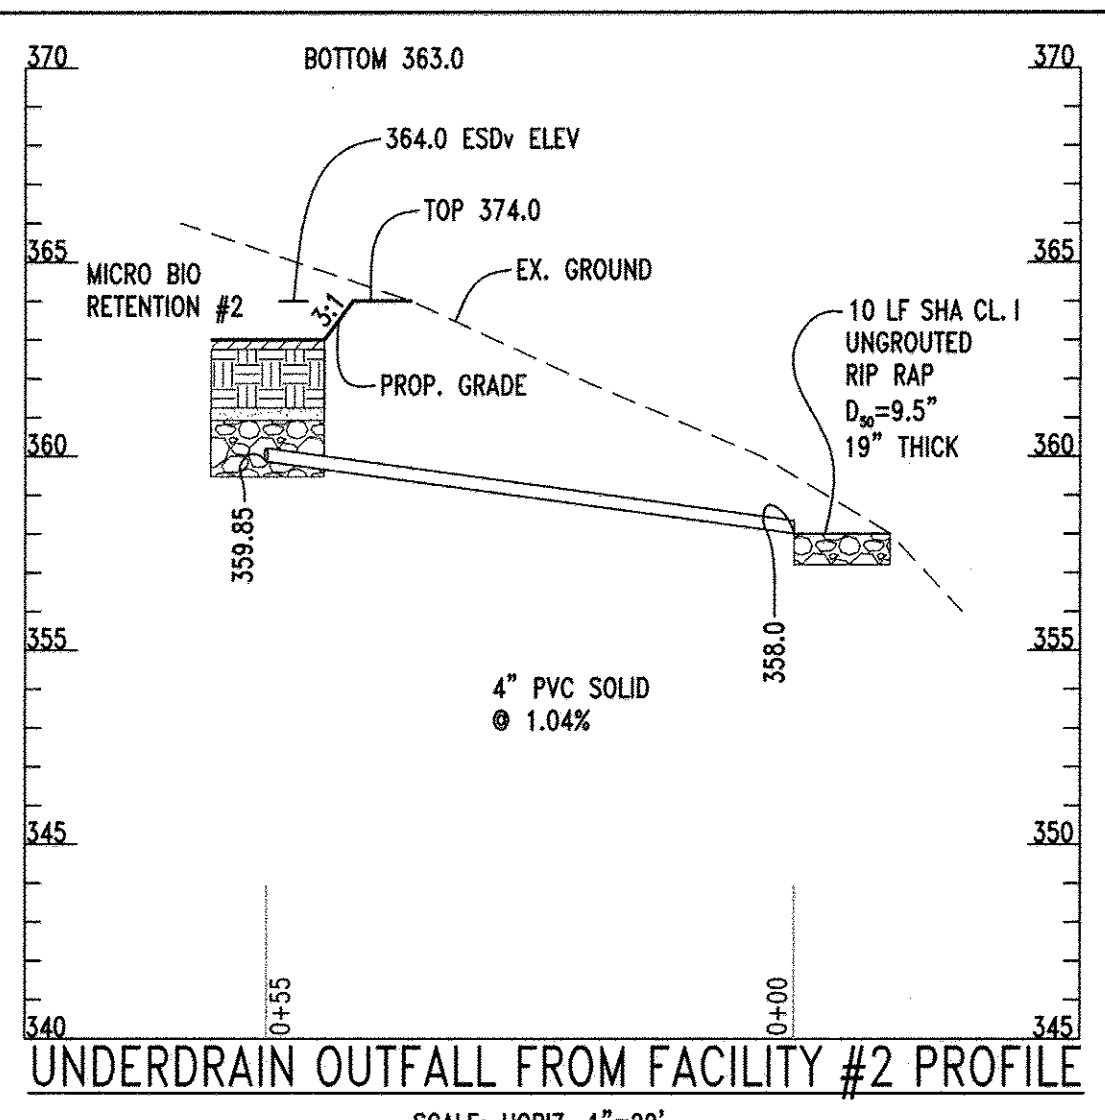 370
BOTTOM 363.0
370
364.0 ESDv ELEV
TOP 374.0
365
365
MICRO BIO
RETENTION #2
EX. GROUND
3:1
10 LF SHA CL. I
UNGROUTED
RIP RAP
D50=9.5"
19" THICK
PROP. GRADE
360
360
359.85
358.0
355
355
4" PVC SOLID
@ 1.04%
345
350
0+55
0+00
340
345
UNDERDRAIN OUTFALL FROM FACILITY #2 PROFILE